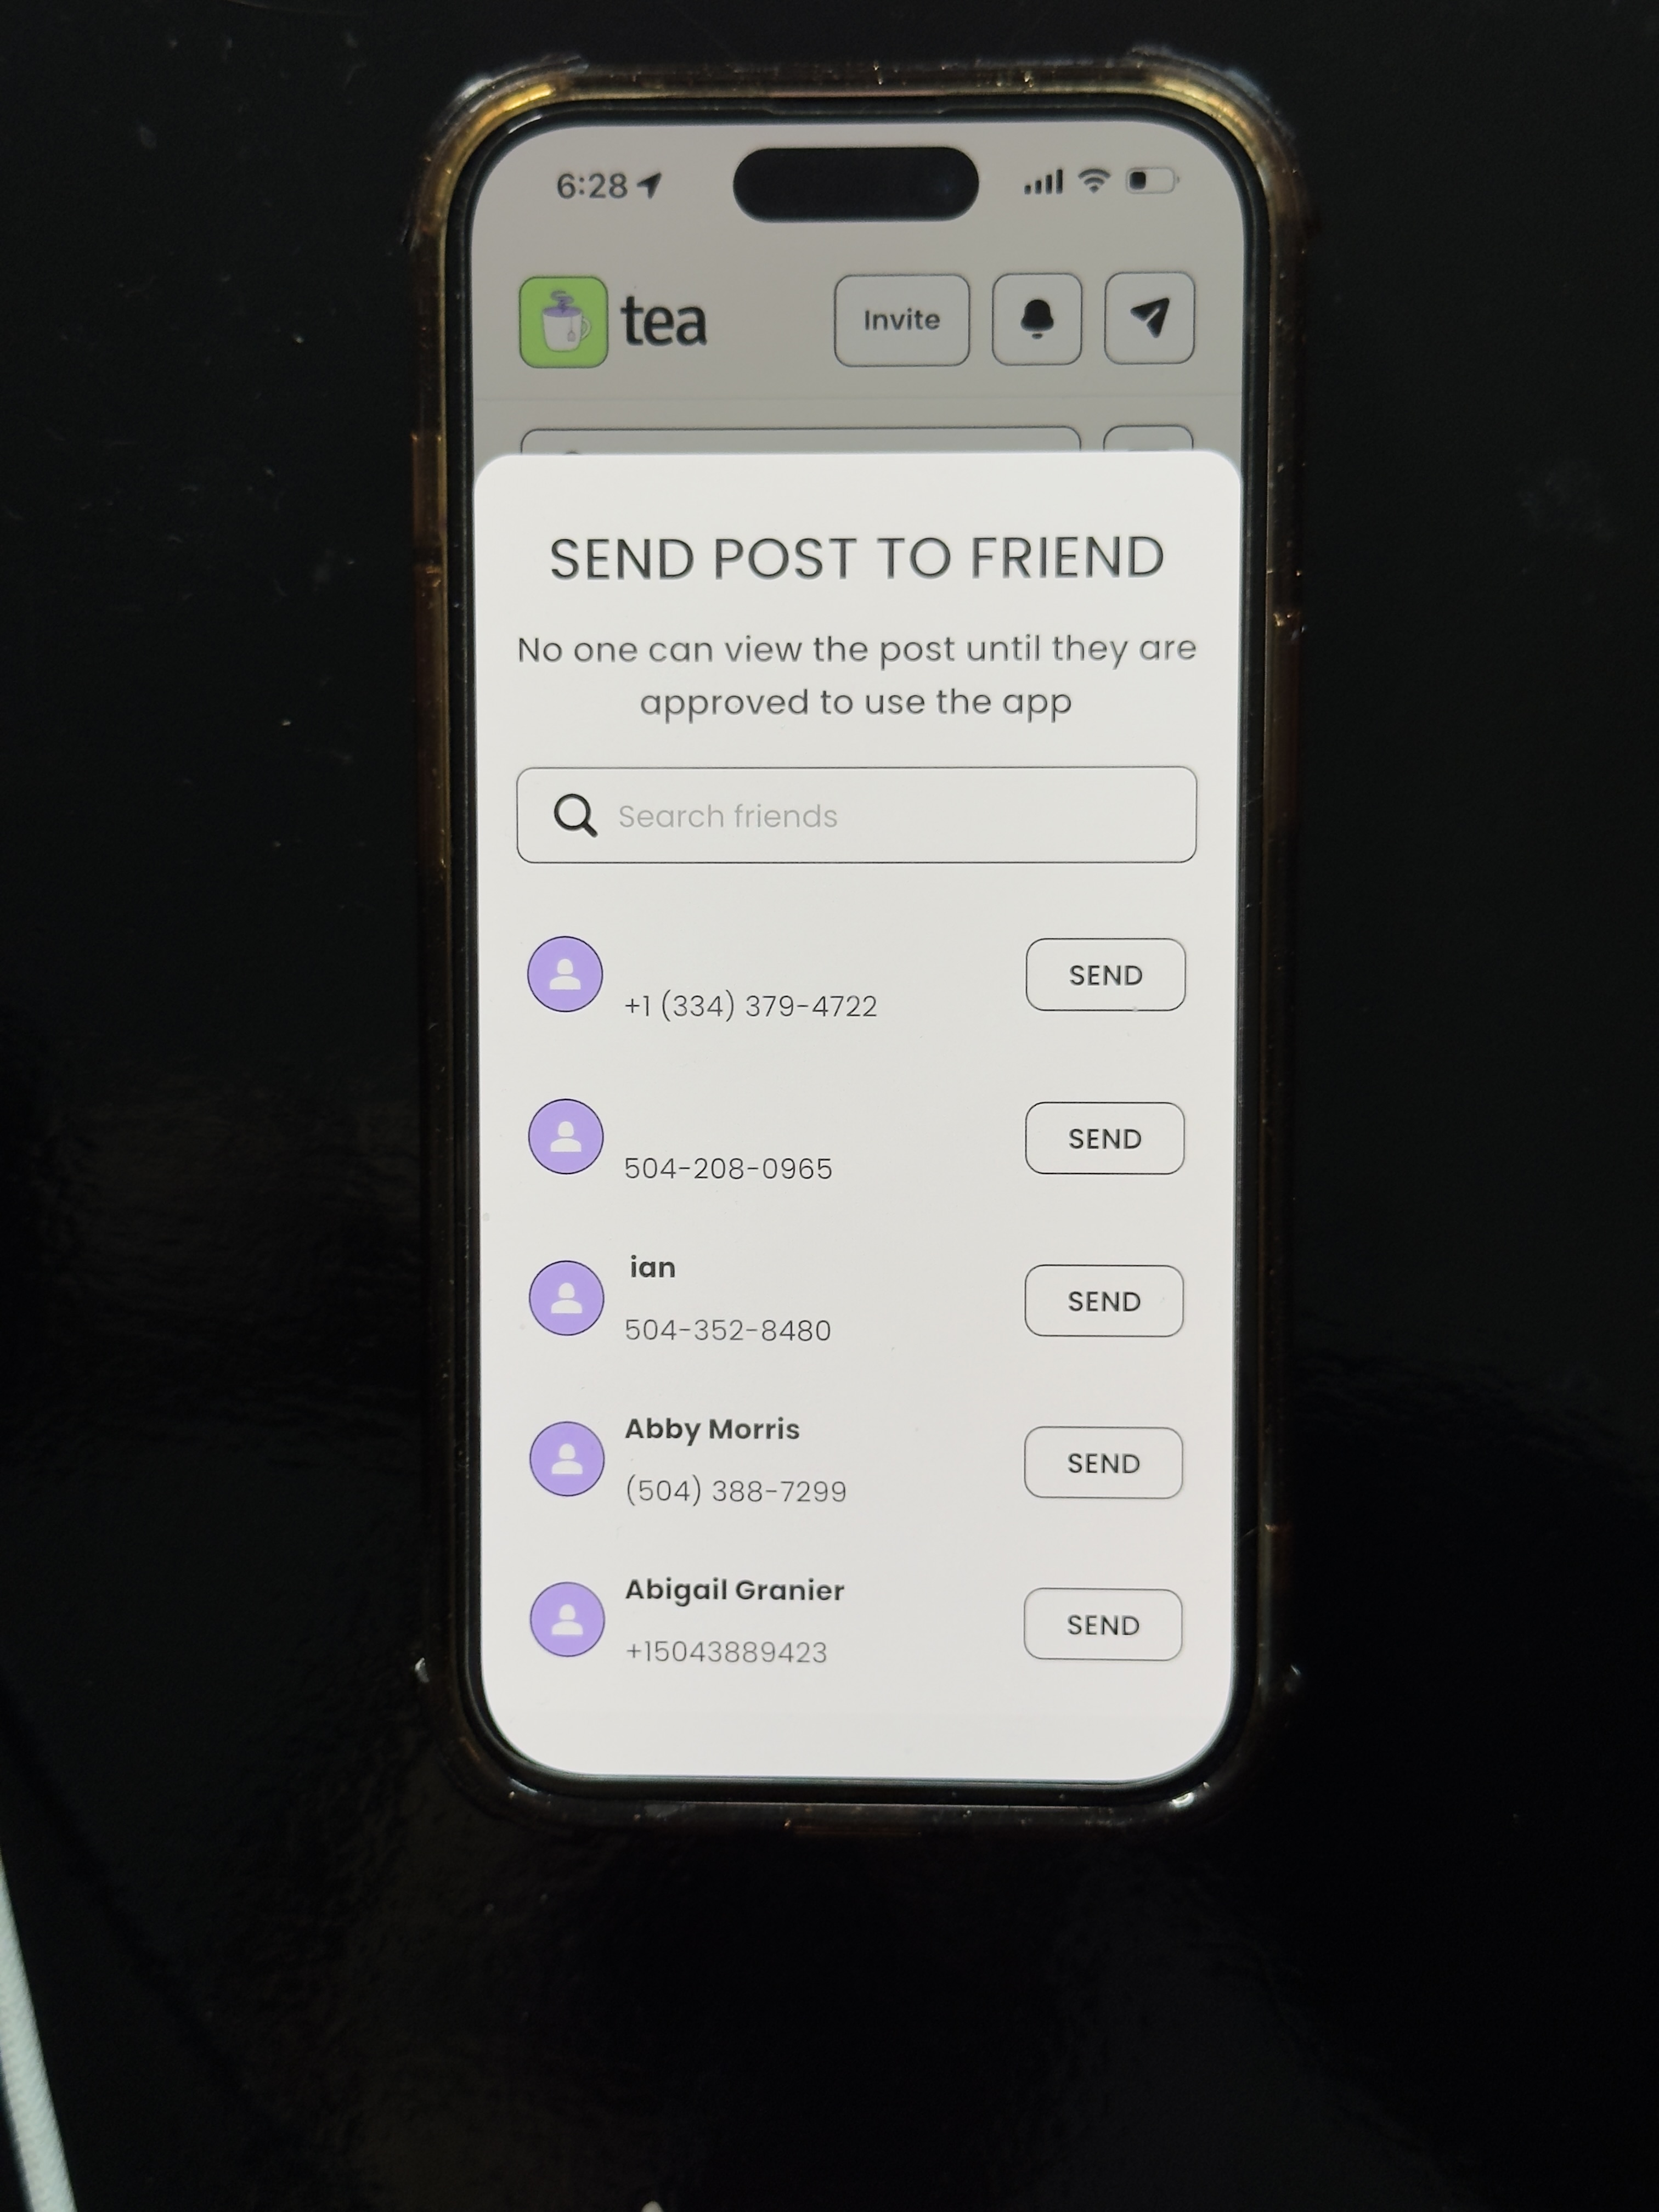 6:28
tea
Invite
SEND POST TO FRIEND
No one can view the post until they are
approved to use the app
Search friends
+1 (334) 379-4722
SEND
504-208-0965
SEND
ian
504-352-8480
SEND
Abby Morris
(504) 388-7299
SEND
Abigail Granier
+15043889423
SEND